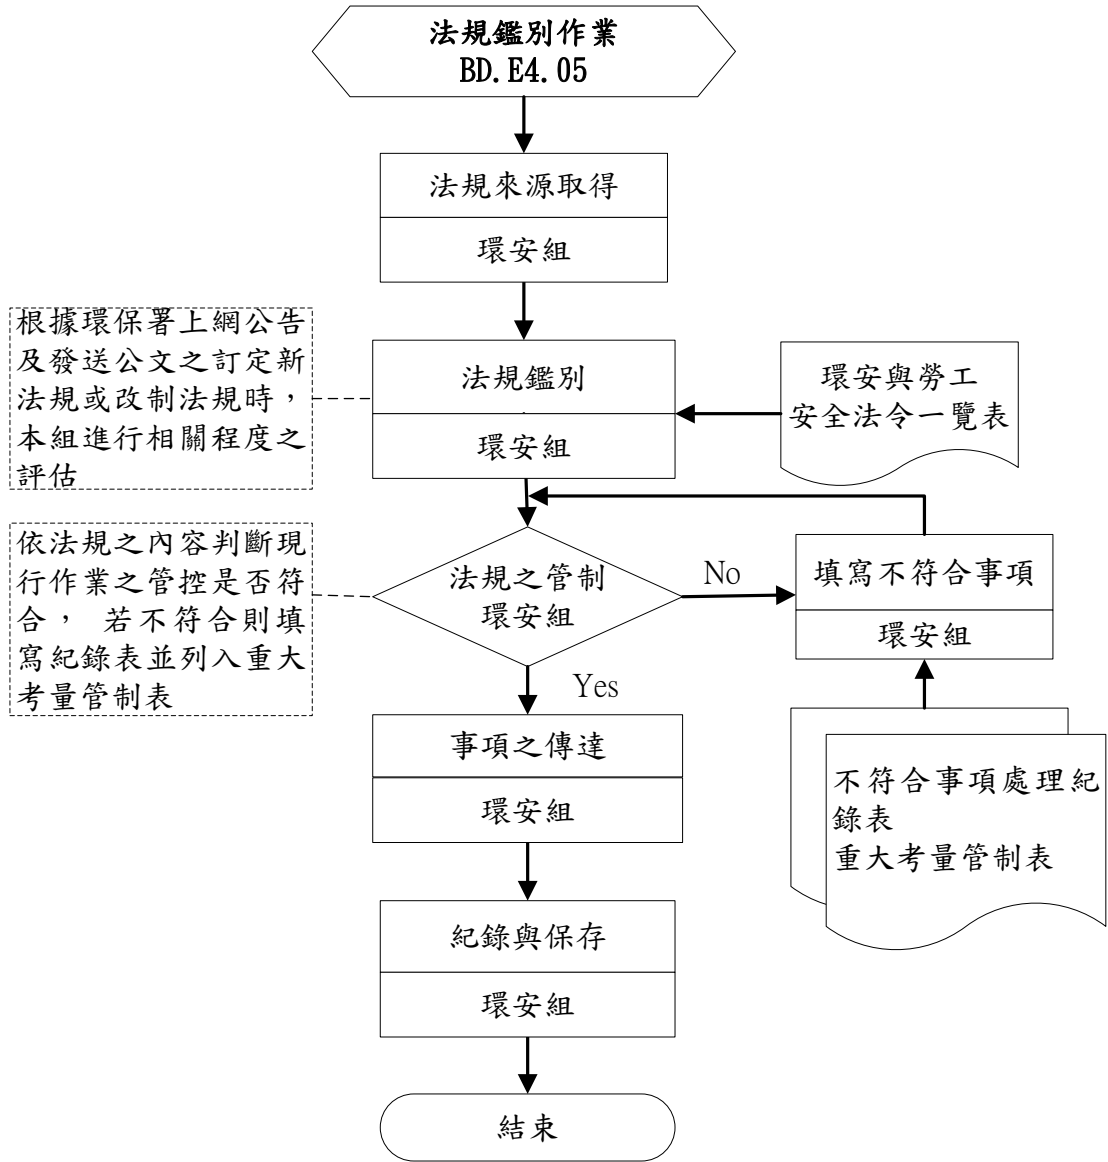 法規鑑別作業
BD.E4.05
法規來源取得
環安組
根據環保署上網公告
及發送公文之訂定新
法規或改制法規時，
本組進行相關程度之
評估
法規鑑別
環安組
環安與勞工
安全法令一覽表
依法規之內容判斷現
行作業之管控是否符
合， 若不符合則填
寫紀錄表並列入重大
考量管制表
法規之管制
環安組
No
填寫不符合事項
環安組
Yes
事項之傳達
環安組
不符合事項處理紀
錄表
重大考量管制表
紀錄與保存
環安組
結束